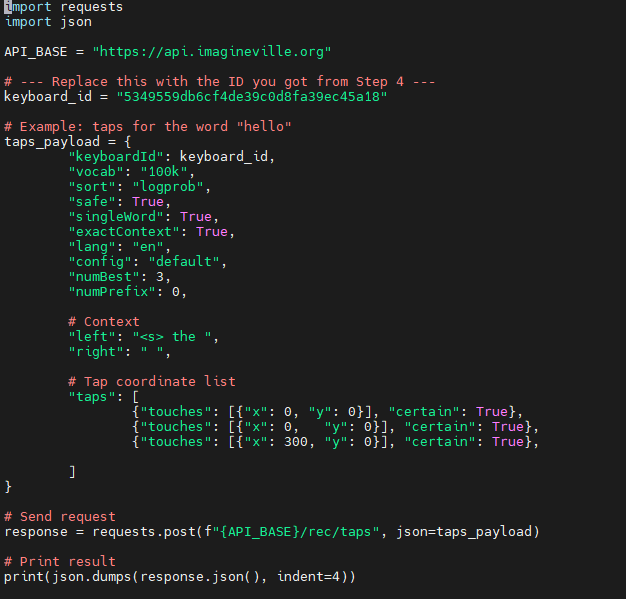 import requests
import json

API_BASE = "https://api.imagineville.org"

# --- Replace this with the ID you got from Step 4 ---
keyboard_id = "5349559db6cf4de39c0d8fa39ec45a18"

# Example: taps for the word "hello"
taps_payload = {
        "keyboardId": keyboard_id,
        "vocab": "100k",
        "sort": "logprob",
        "safe": True,
        "singleWord": True,
        "exactContext": True,
        "lang": "en",
        "config": "default",
        "numBest": 3,
        "numPrefix": 0,

        # Context
        "left": "<s> the ",
        "right": " ",

        # Tap coordinate list
        "taps": [
                {"touches": [{"x": 0, "y": 0}], "certain": True},
                {"touches": [{"x": 0,   "y": 0}], "certain": True},
                {"touches": [{"x": 300, "y": 0}], "certain": True},

        ]
}

# Send request
response = requests.post(f"{API_BASE}/rec/taps", json=taps_payload)

# Print result
print(json.dumps(response.json(), indent=4))